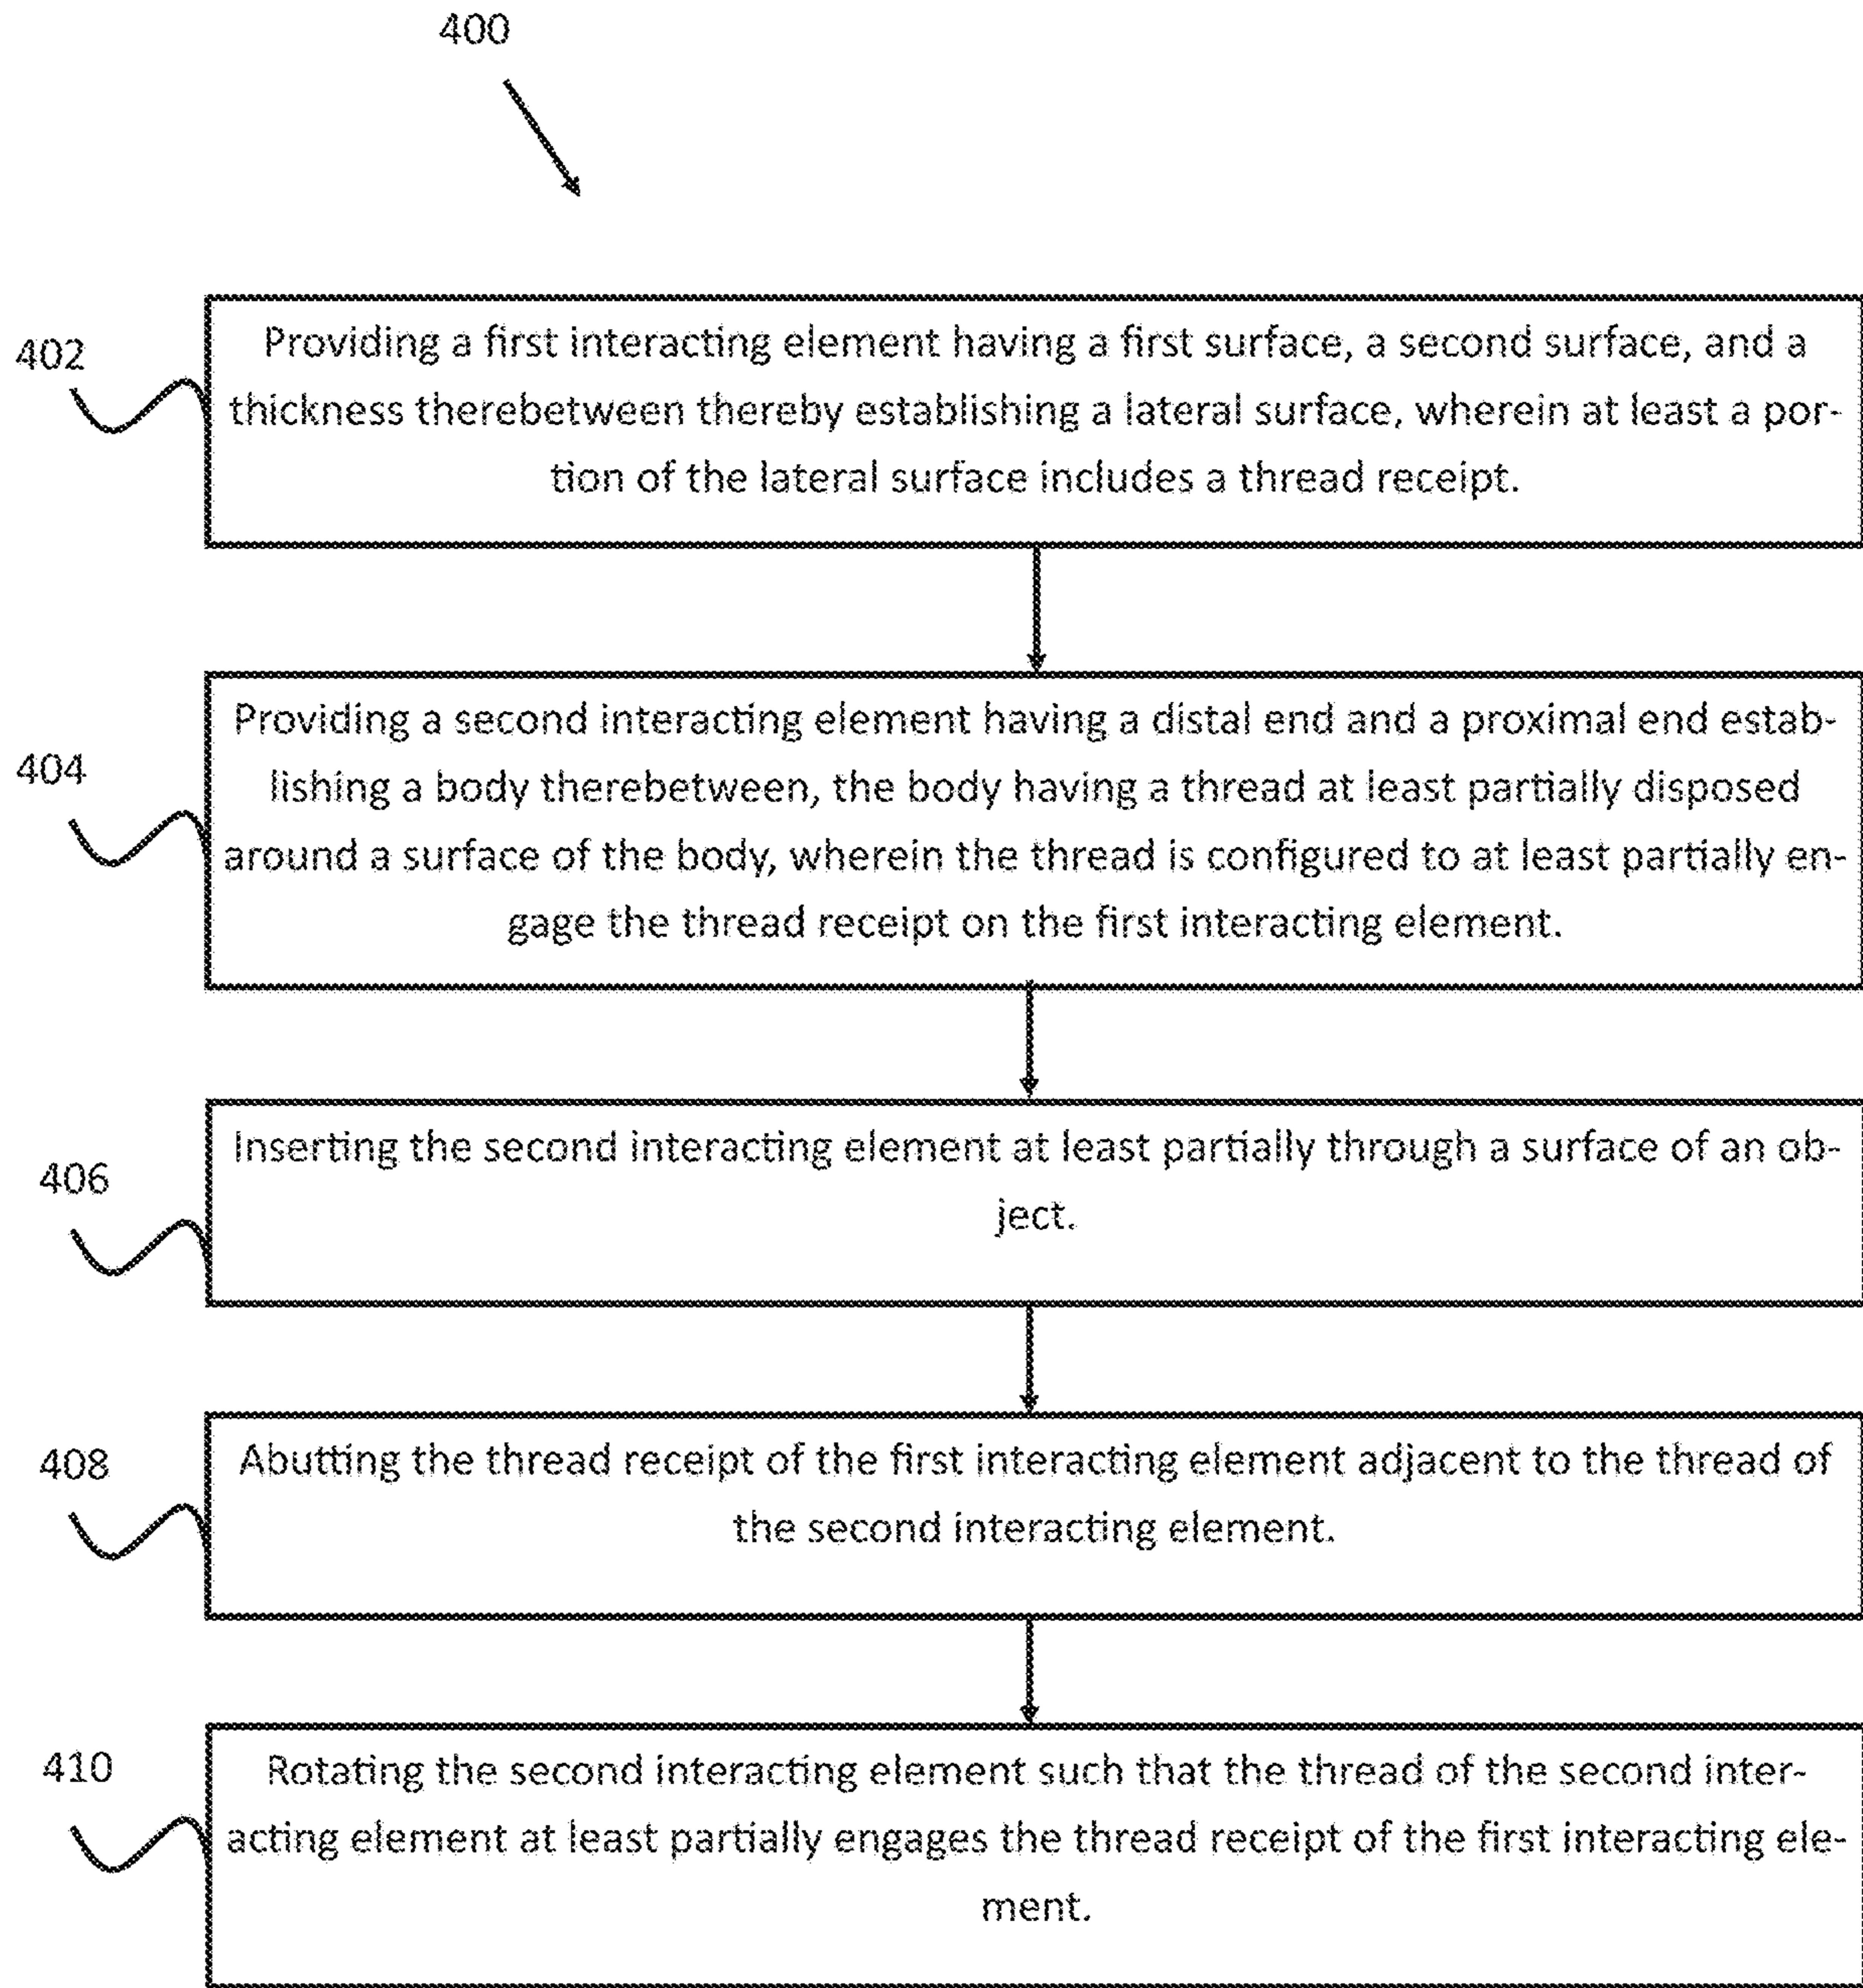 400
402
Providing a first interacting element having a first surface, a second surface, and a
thickness therebetween thereby establishing a lateral surface, wherein at least a por-
tion of the lateral surface includes a thread receipt.
404
Providing a second interacting element having a distal end and a proximal end estab-
lishing a body therebetween, the body having a thread at least partially disposed
around a surface of the body, wherein the thread is configured to at least partially en-
gage the thread receipt on the first interacting element.
406
Inserting the second interacting element at least partially through a surface of an ob-
ject.
408
Abutting the thread receipt of the first interacting element adjacent to the thread of
the second interacting element.
410
Rotating the second interacting element such that the thread of the second inter-
acting element at least partially engages the thread receipt of the first interacting ele-
ment.